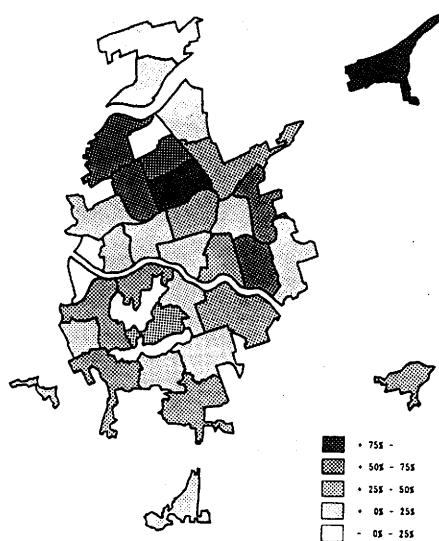 + 75% -
+ 50% - 75%
+ 25% - 50%
+ 0% - 25%
- 0% - 25%